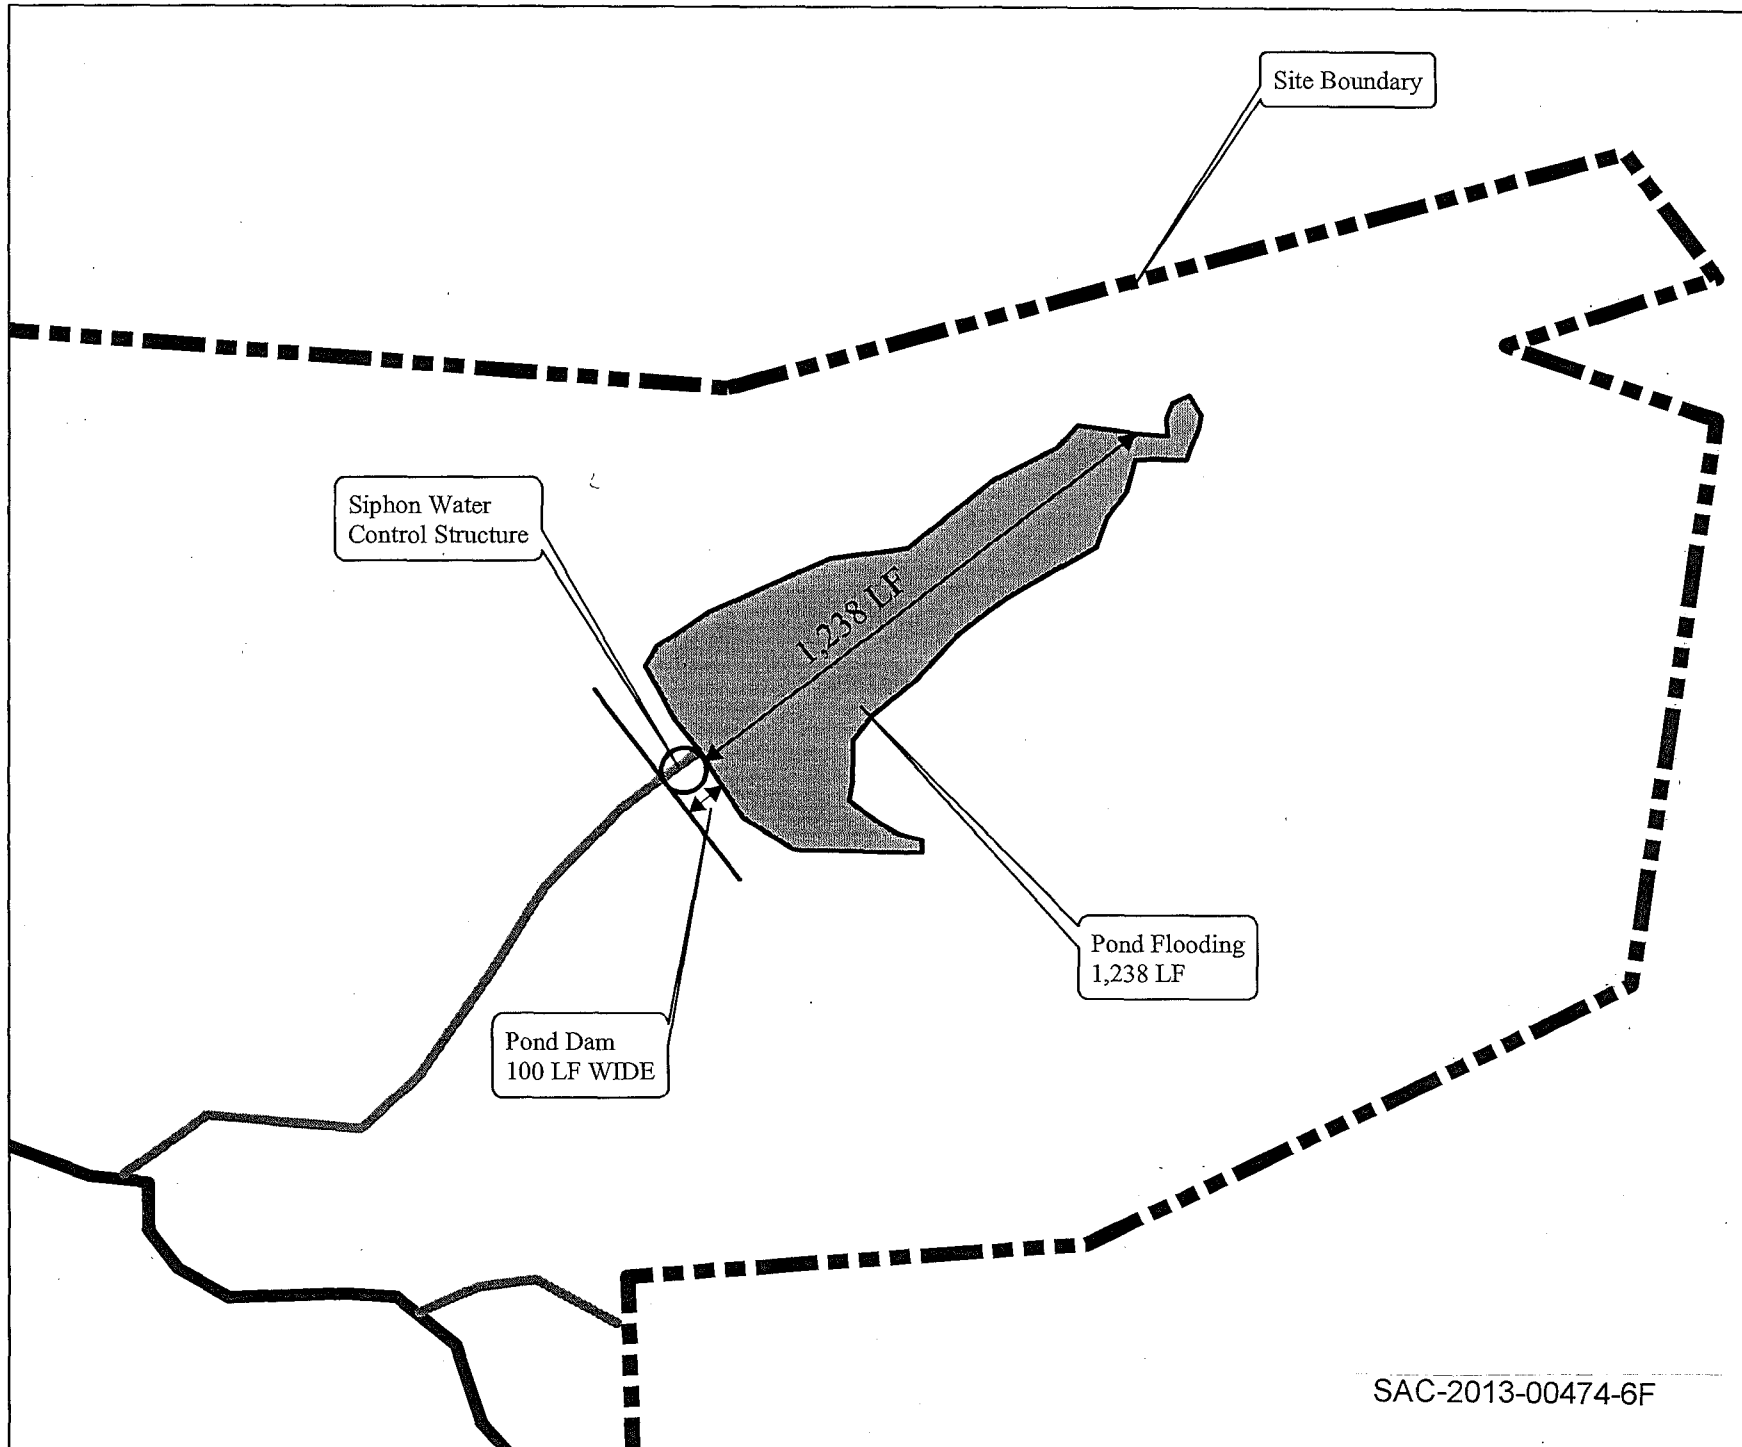 Site Boundary
Siphon Water
Control Structure
1,238 LF
Pond Flooding
1,238 LF
Pond Dam
100 LF WIDE
SAC-2013-00474-6F